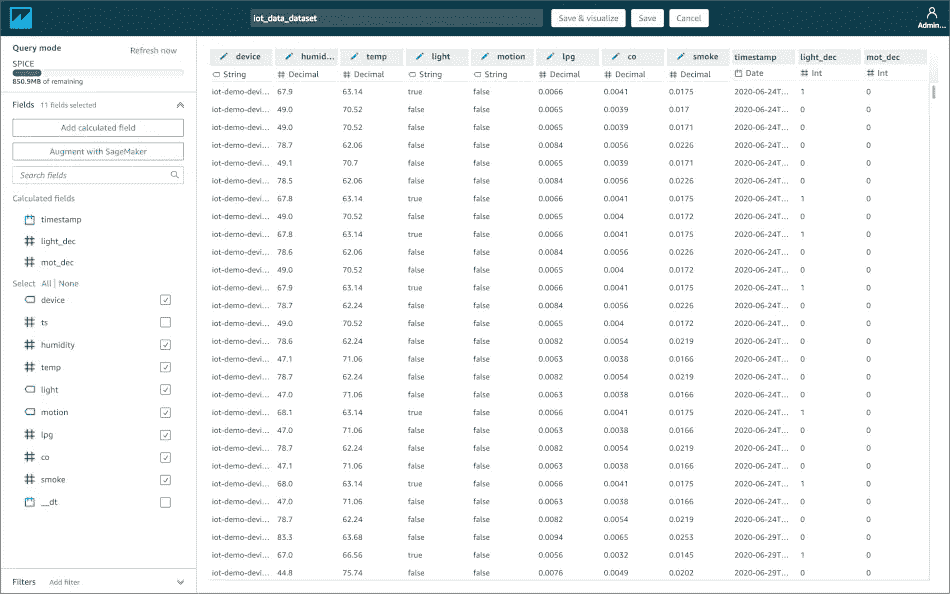 iot_data_dataset Save & visualize Save Cancel Admin...
Query mode Refresh now
SPICE
850.9MB of remaining
Fields 11 fields selected
Add calculated field
Augment with SageMaker
Search fields
Calculated fields
timestamp
light_dec
mot_dec
Select All | None
device
ts
humidity
temp
light
motion
lpg
co
smoke
__dt
Filters Add filter
device humid... temp light motion lpg co smoke timestamp light_dec mot_dec
String Decimal Decimal String String Decimal Decimal Decimal Date Int Int
iot-demo-devi... 67.9 63.14 true false 0.0066 0.0041 0.0175 2020-06-24T... 1 0
iot-demo-devi... 49.0 70.52 false false 0.0065 0.0039 0.017 2020-06-24T... 0 0
iot-demo-devi... 49.0 70.52 false false 0.0065 0.0039 0.0171 2020-06-24T... 0 0
iot-demo-devi... 78.7 62.06 false false 0.0084 0.0056 0.0226 2020-06-24T... 0 0
iot-demo-devi... 49.1 70.7 false false 0.0065 0.0039 0.0171 2020-06-24T... 0 0
iot-demo-devi... 78.5 62.06 false false 0.0084 0.0056 0.0226 2020-06-24T... 0 0
iot-demo-devi... 67.8 63.14 true false 0.0066 0.0041 0.0175 2020-06-24T... 1 0
iot-demo-devi... 49.0 70.52 false false 0.0065 0.004 0.0172 2020-06-24T... 0 0
iot-demo-devi... 67.8 63.14 true false 0.0066 0.0041 0.0175 2020-06-24T... 1 0
iot-demo-devi... 78.6 62.06 false false 0.0084 0.0056 0.0226 2020-06-24T... 0 0
iot-demo-devi... 49.0 70.52 false false 0.0065 0.004 0.0172 2020-06-24T... 0 0
iot-demo-devi... 67.9 63.14 true false 0.0066 0.0041 0.0175 2020-06-24T... 1 0
iot-demo-devi... 78.7 62.24 false false 0.0084 0.0056 0.0226 2020-06-24T... 0 0
iot-demo-devi... 49.0 70.52 false false 0.0065 0.004 0.0172 2020-06-24T... 0 0
iot-demo-devi... 78.6 62.24 false false 0.0082 0.0054 0.0219 2020-06-24T... 0 0
iot-demo-devi... 47.1 71.06 false false 0.0063 0.0038 0.0166 2020-06-24T... 0 0
iot-demo-devi... 78.7 62.24 false false 0.0082 0.0054 0.0219 2020-06-24T... 0 0
iot-demo-devi... 47.0 71.06 false false 0.0063 0.0038 0.0166 2020-06-24T... 0 0
iot-demo-devi... 68.1 63.14 true false 0.0066 0.0041 0.0175 2020-06-24T... 1 0
iot-demo-devi... 47.0 71.06 false false 0.0063 0.0038 0.0166 2020-06-24T... 0 0
iot-demo-devi... 78.7 62.24 false false 0.0082 0.0054 0.0219 2020-06-24T... 0 0
iot-demo-devi... 47.1 71.06 false false 0.0063 0.0038 0.0166 2020-06-24T... 0 0
iot-demo-devi... 68.0 63.14 true false 0.0066 0.0041 0.0175 2020-06-24T... 1 0
iot-demo-devi... 47.0 71.06 false false 0.0063 0.0038 0.0166 2020-06-24T... 0 0
iot-demo-devi... 78.7 62.24 false false 0.0082 0.0054 0.0219 2020-06-24T... 0 0
iot-demo-devi... 83.3 63.68 false false 0.0094 0.0065 0.0253 2020-06-29T... 0 0
iot-demo-devi... 67.0 66.56 true false 0.0056 0.0032 0.0145 2020-06-29T... 1 0
iot-demo-devi... 44.8 75.74 false false 0.0076 0.0049 0.0202 2020-06-29T... 0 0